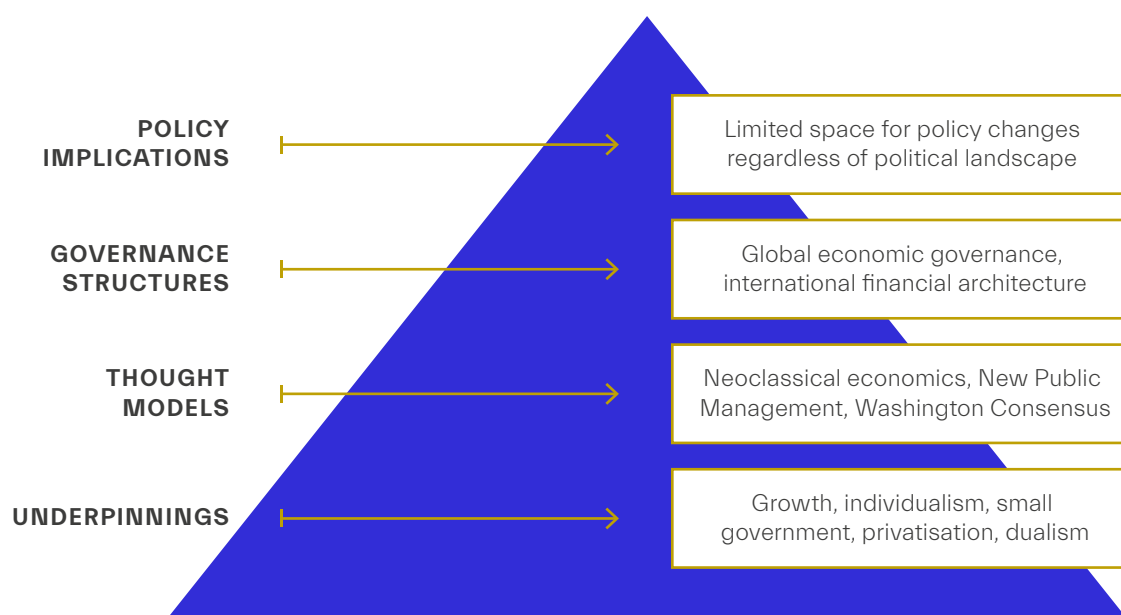 POLICY
IMPLICATIONS
Limited space for policy changes
regardless of political landscape
GOVERNANCE
STRUCTURES
Global economic governance,
international financial architecture
THOUGHT
MODELS
Neoclassical economics, New Public
Management, Washington Consensus
UNDERPINNINGS
Growth, individualism, small
government, privatisation, dualism